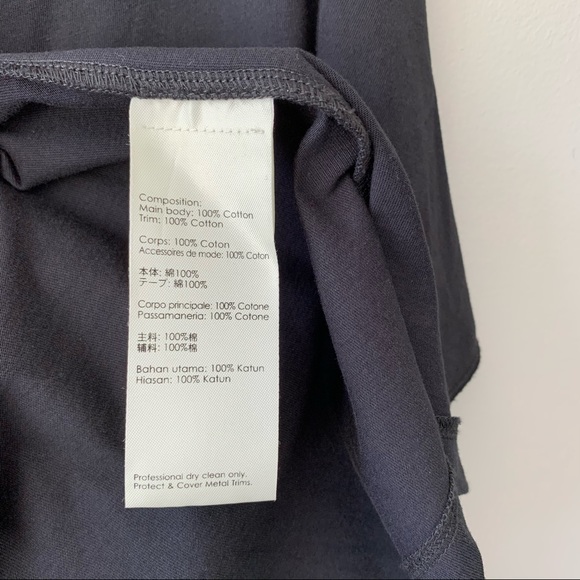 Composition:
Main body: 100% Cotton
Trim: 100% Cotton
Corps: 100% Coton
Accessoires de mode: 100% Coton
本体: 綿100%
テープ: 綿100%
Corpo principale: 100% Cotone
Passamaneria: 100% Cotone
主料: 100%棉
辅料: 100%棉
Bahan utama: 100% Katun
Hiasan: 100% Katun
Professional dry clean only.
Protect & Cover Metal Trims.